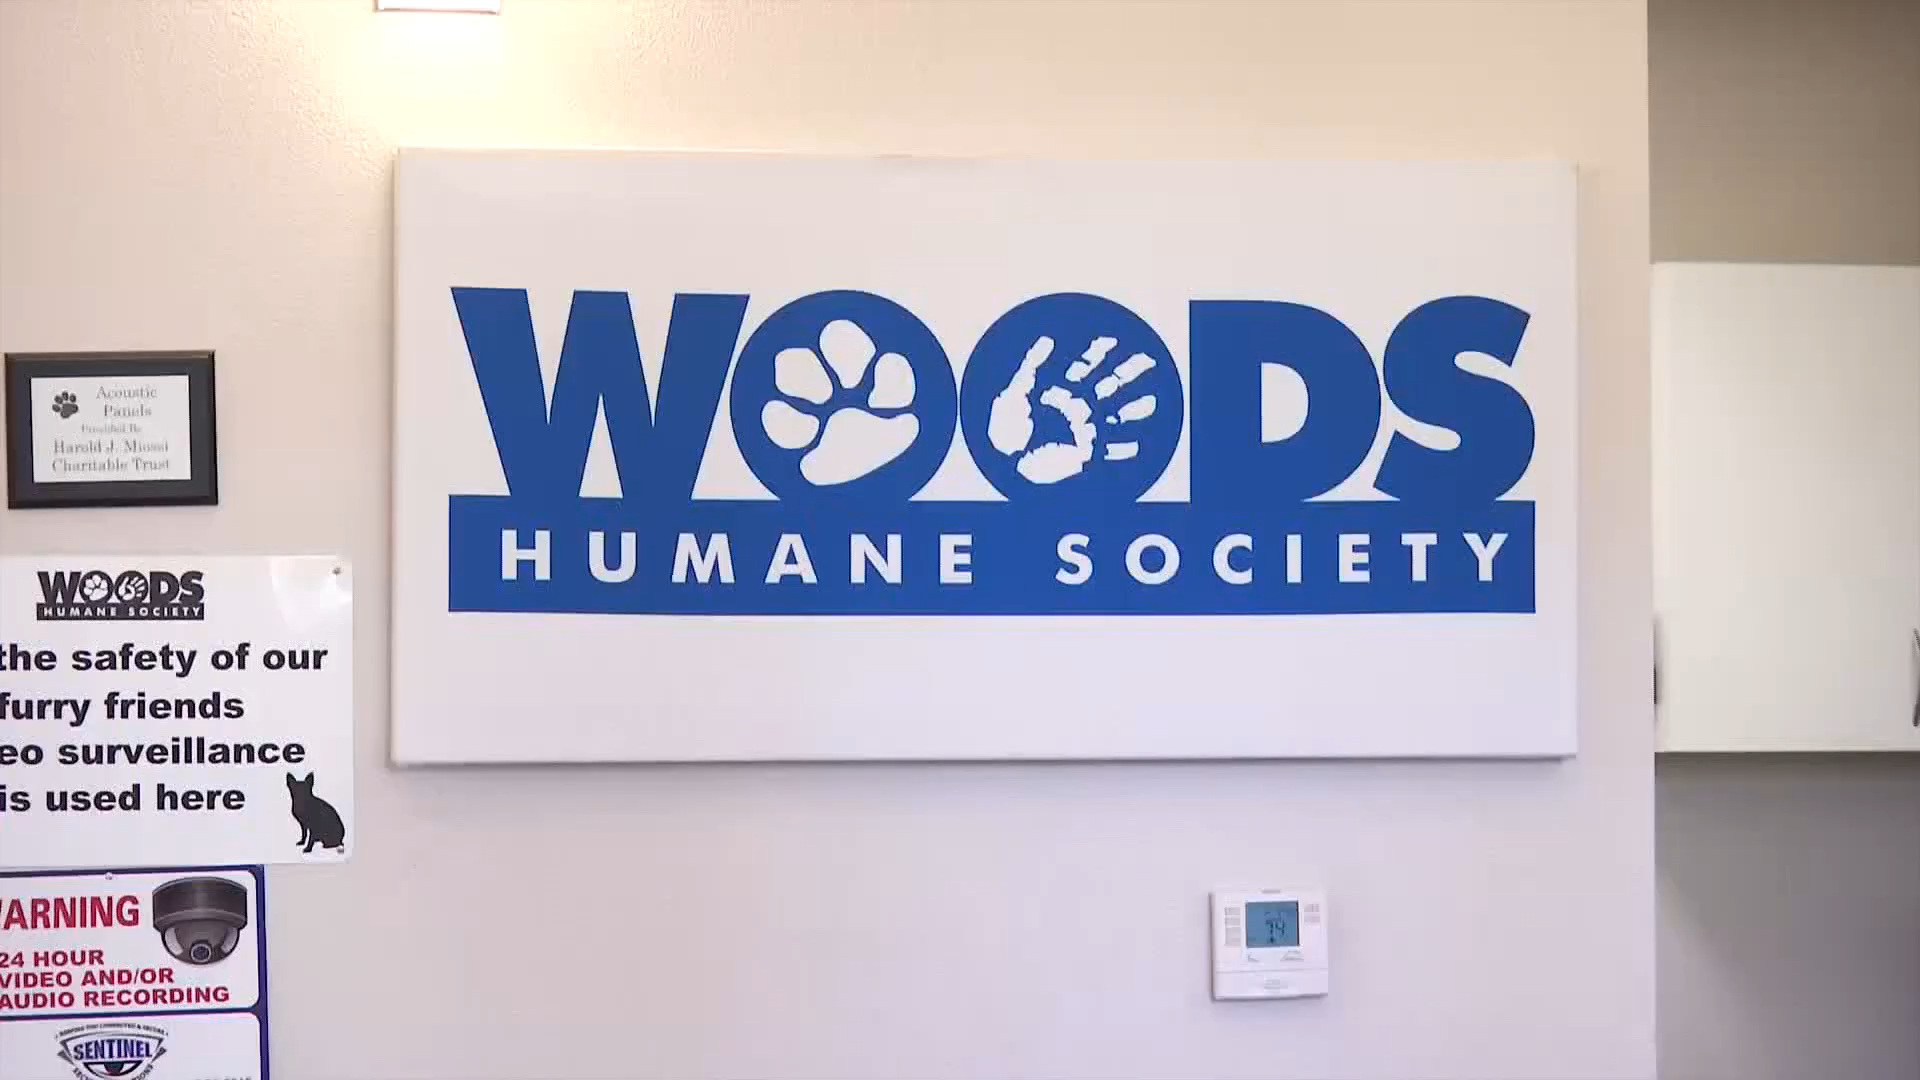 WOODS
HUMANE SOCIETY
Acoustic
Panels
Provided By
Harold J. Miossi
Charitable Trust
WOODS
HUMANE SOCIETY
the safety of our
furry friends
eo surveillance
is used here
WARNING
24 HOUR
VIDEO AND/OR
AUDIO RECORDING
SENTINEL